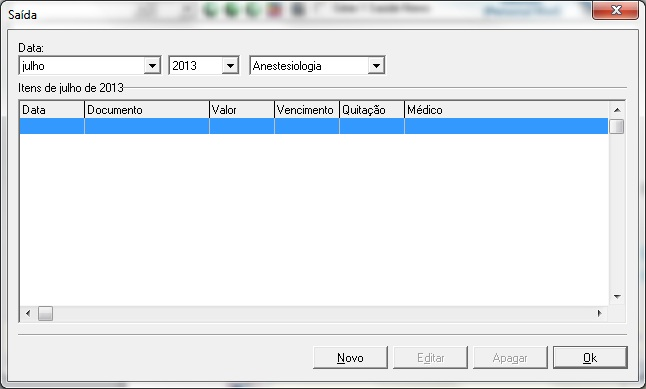 Saída
Data:
julho 2013 Anestesiologia
Itens de julho de 2013
Data Documento Valor Vencimento Quitação Médico
Novo Editar Apagar Ok